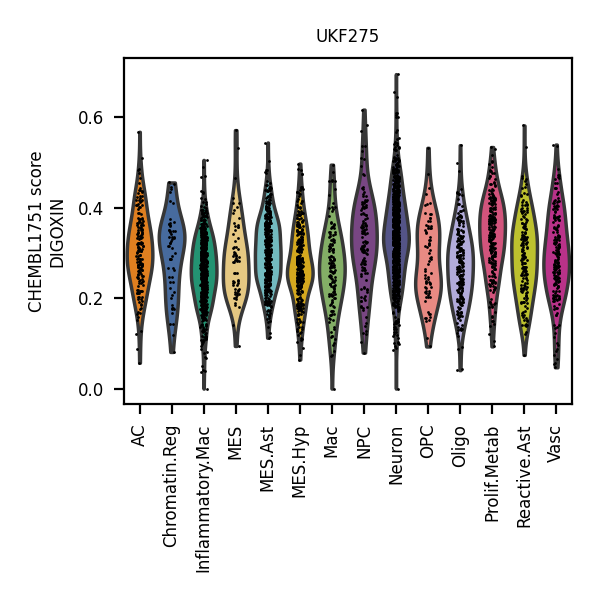 UKF275
CHEMBL1751 score
DIGOXIN
0.6
0.4
0.2
0.0
AC
Chromatin.Reg
Inflammatory.Mac
MES
MES.Ast
MES.Hyp
Mac
NPC
Neuron
OPC
Oligo
Prolif.Metab
Reactive.Ast
Vasc